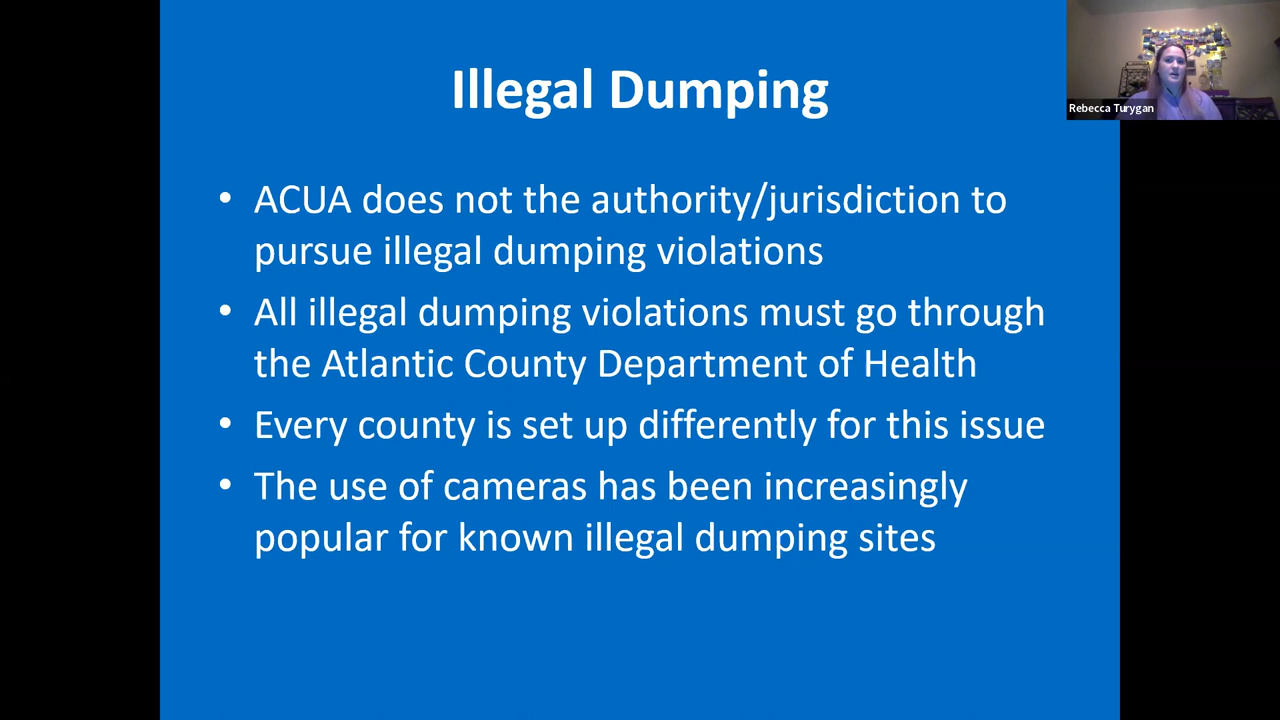 Illegal Dumping
Rebecca Turygan
• ACUA does not the authority/jurisdiction to
pursue illegal dumping violations
• All illegal dumping violations must go through
the Atlantic County Department of Health
• Every county is set up differently for this issue
• The use of cameras has been increasingly
popular for known illegal dumping sites